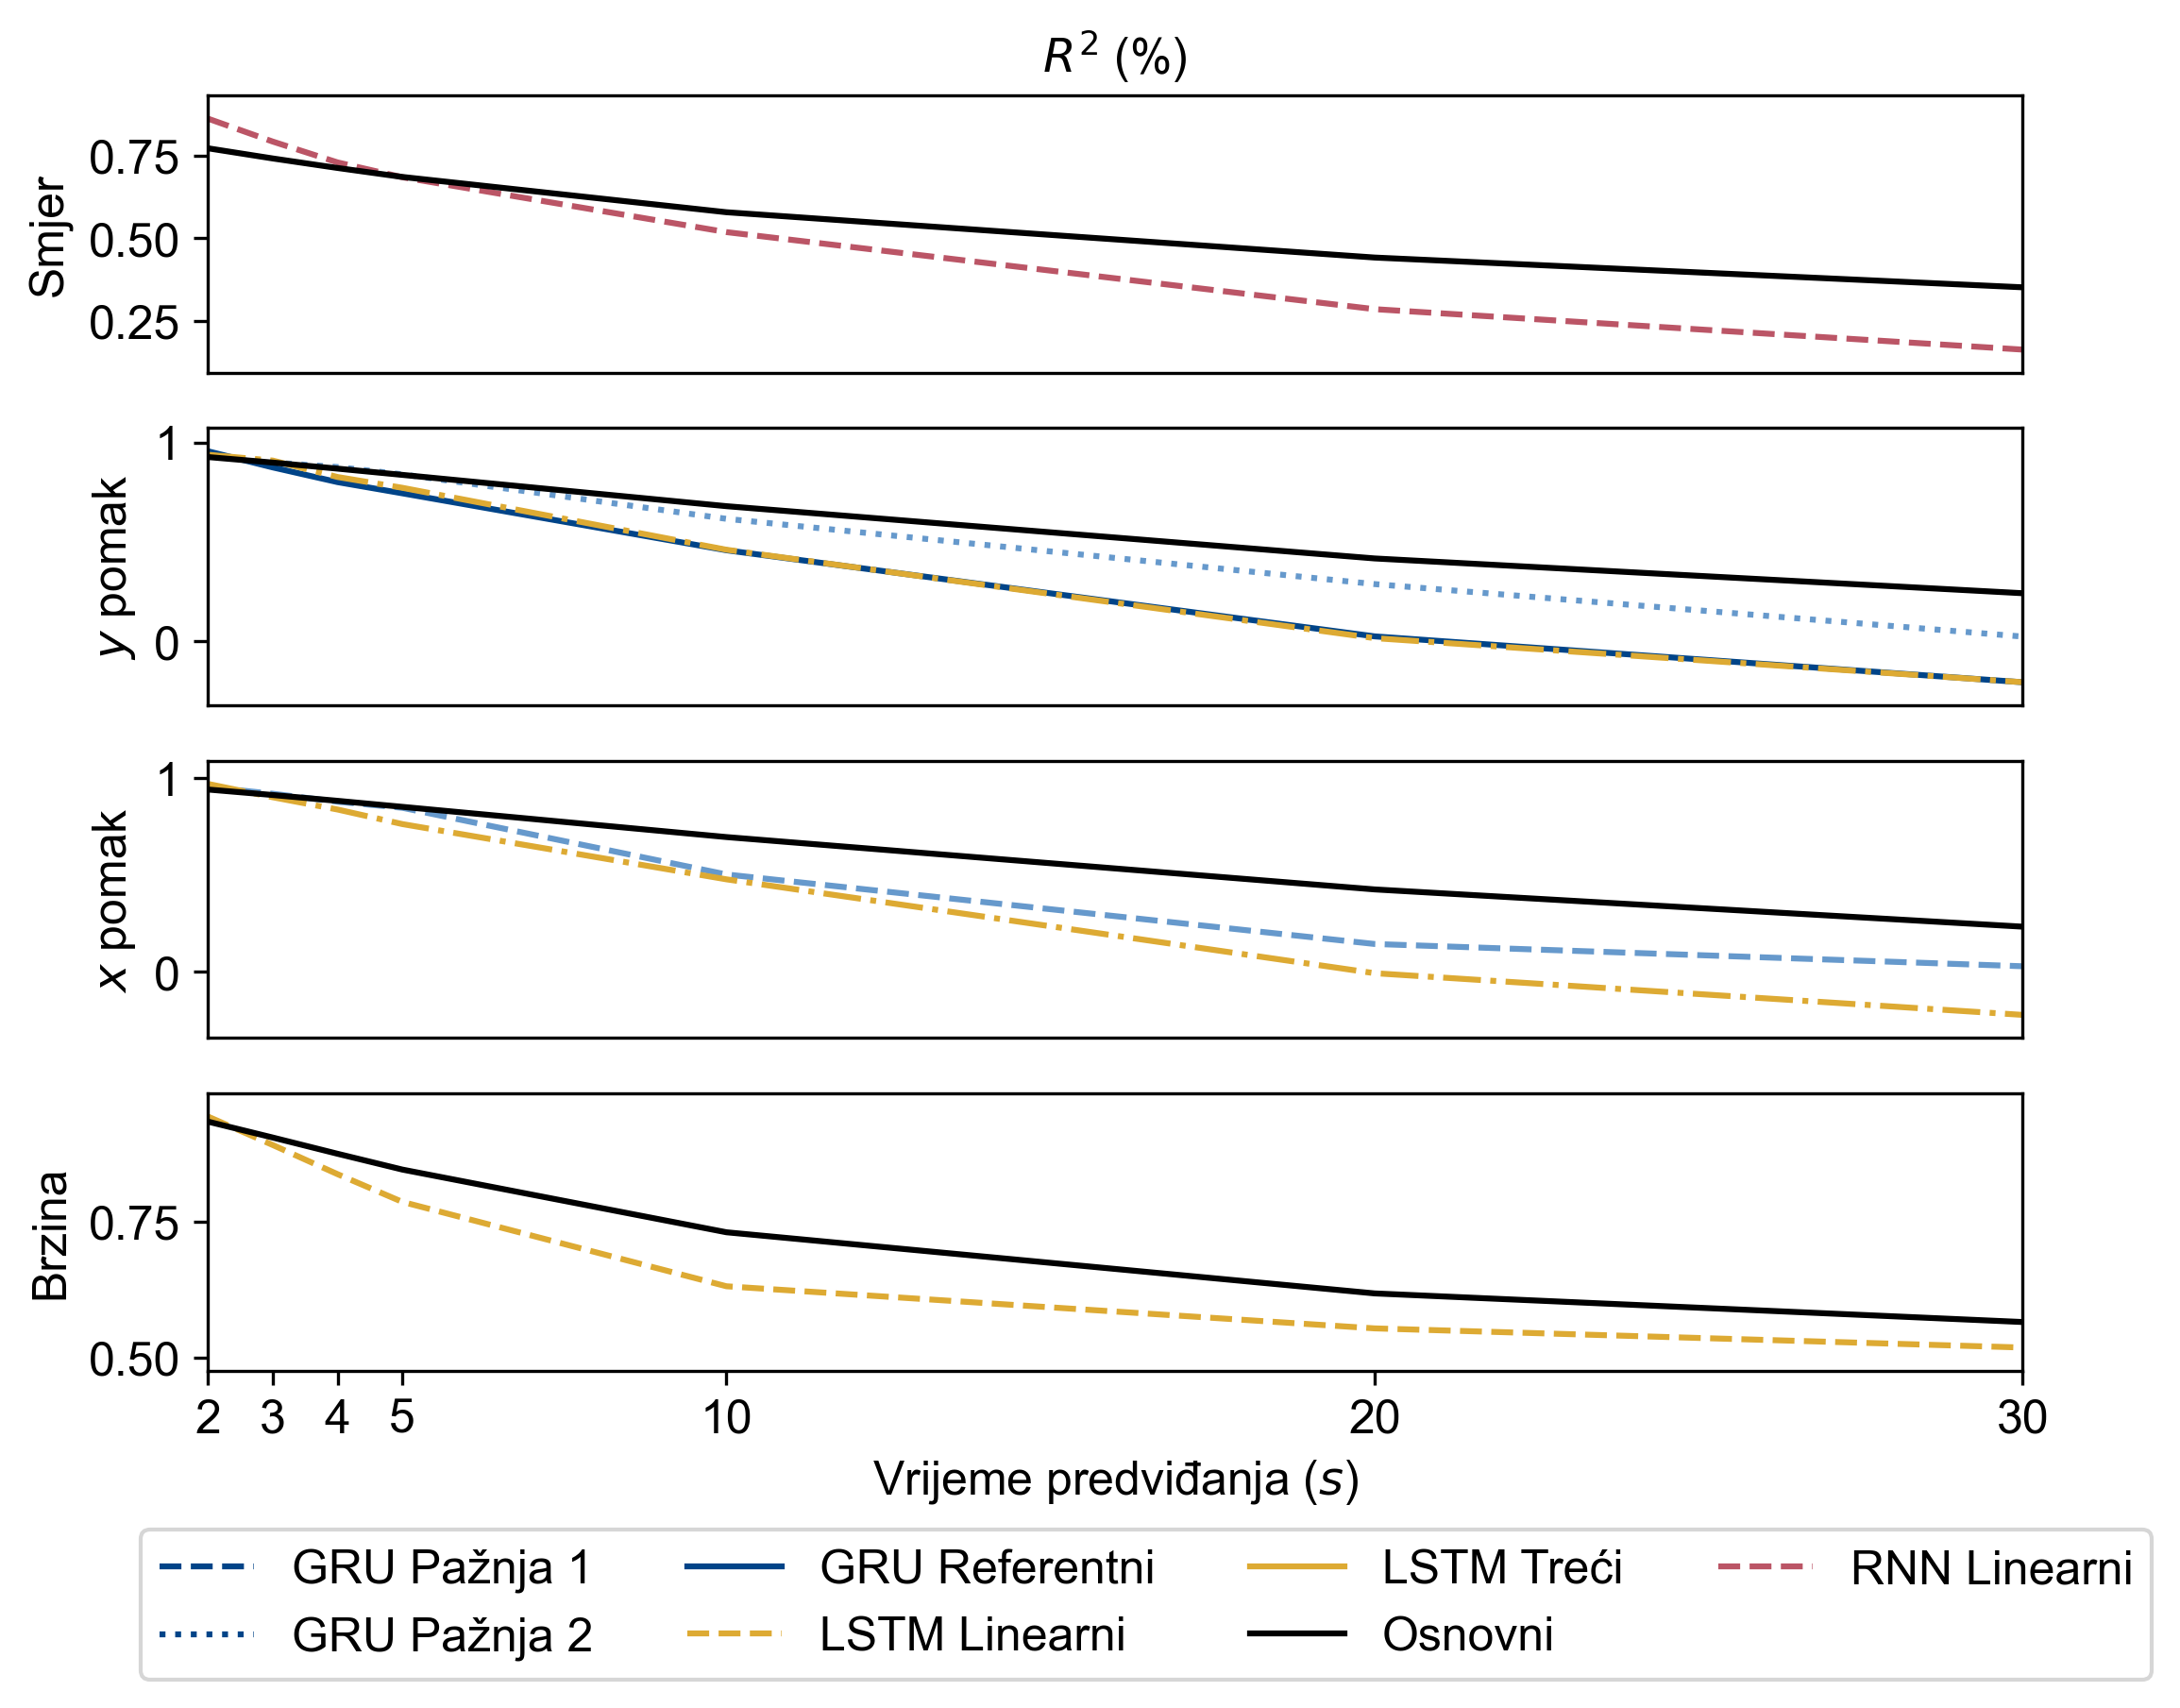 R² (%)
Smjer
0.75
0.50
0.25
y pomak
1
0
x pomak
1
0
Brzina
0.75
0.50
2 3 4 5 10 20 30
Vrijeme predviđanja (s)
GRU Pažnja 1 GRU Referentni LSTM Treći RNN Linearni
GRU Pažnja 2 LSTM Linearni Osnovni